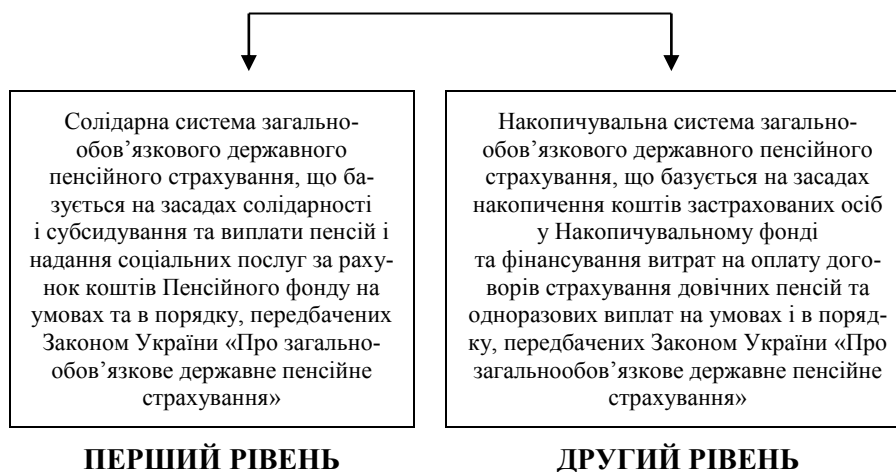 Солідарна система загально-
обов’язкового державного
пенсійного страхування, що ба-
зується на засадах солідарності
і субсидування та виплати пенсій і
надання соціальних послуг за раху-
нок коштів Пенсійного фонду на
умовах та в порядку, передбачених
Законом України «Про загально-
обов’язкове державне пенсійне
страхування»
ПЕРШИЙ РІВЕНЬ
Накопичувальна система загально-
обов’язкового державного пенсійного
страхування, що базується на засадах
накопичення коштів застрахованих осіб
у Накопичувальному фонді
та фінансування витрат на оплату дого-
ворів страхування довічних пенсій та
одноразових виплат на умовах і в поряд-
ку, передбачених Законом України «Про
загальнообов’язкове державне пенсійне
страхування»
ДРУГИЙ РІВЕНЬ